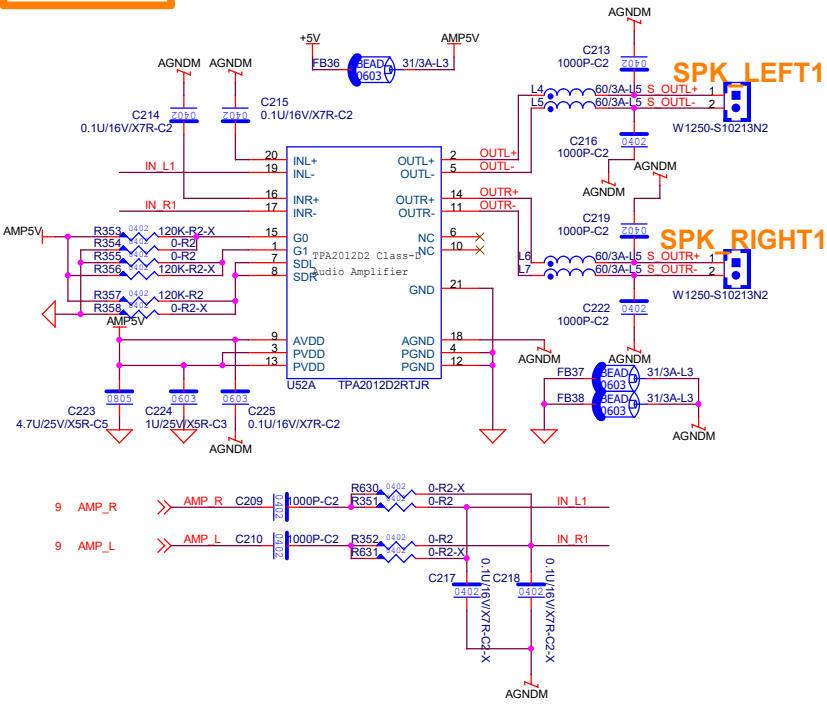 AGNDM
+5V
AMP5V
FB36
BEAD
0603
31/3A-L3
C213
1000P-C2
0402
SPK_LEFT1
AGNDM
AGNDM
C214
0.1U/16V/X7R-C2
0402
C215
0.1U/16V/X7R-C2
0402
L4
60/3A-L5
S_OUTL+
1
L5
60/3A-L5
S_OUTL-
2
W1250-S10213N2
C216
1000P-C2
0402
AGNDM
AGNDM
IN_L1
IN_R1
20
INL+
19
INL-
16
INR+
17
INR-
15
G0
1
G1
7
SDL
8
SDR
9
AVDD
3
PVDD
13
PVDD
TPA2012D2 Class-D
Audio Amplifier
OUTL+
2
OUTL+
OUTL-
5
OUTL-
OUTR+
14
OUTR+
OUTR-
11
OUTR-
NC
6
NC
10
GND
21
AGND
18
PGND
4
PGND
12
U52A
TPA2012D2RTJR
C219
1000P-C2
0402
SPK_RIGHT1
L6
60/3A-L5
S_OUTR+
1
L7
60/3A-L5
S_OUTR-
2
W1250-S10213N2
C222
1000P-C2
0402
AGNDM
AMP5V
R353
0402
120K-R2-X
R354
0402
0-R2
R355
0402
0-R2
R356
0402
120K-R2-X
R357
0402
120K-R2
R358
0402
0-R2-X
AMP5V
AGNDM
FB37
BEAD
0603
31/3A-L3
FB38
BEAD
0603
31/3A-L3
AGNDM
0805
C223
4.7U/25V/X5R-C5
0603
C224
1U/25V/X5R-C3
0603
C225
0.1U/16V/X7R-C2
AGNDM
9
AMP_R
AMP_R
C209
0402
1000P-C2
R630
0402
0-R2-X
R351
0402
0-R2
IN_L1
9
AMP_L
AMP_L
C210
0402
1000P-C2
R352
0402
0-R2
R631
0402
0-R2-X
IN_R1
C217
0402
0.1U/16V/X7R-C2-X
C218
0402
0.1U/16V/X7R-C2-X
AGNDM